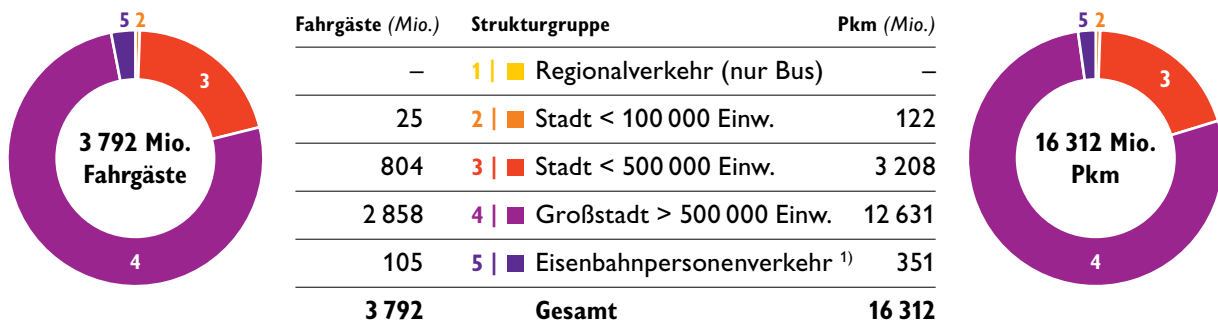 5 2
3
3 792 Mio.
Fahrgäste
4
Fahrgäste (Mio.) Strukturgruppe Pkm (Mio.)
– 1 | Regionalverkehr (nur Bus) –
25 2 | Stadt < 100 000 Einw. 122
804 3 | Stadt < 500 000 Einw. 3 208
2 858 4 | Großstadt > 500 000 Einw. 12 631
105 5 | Eisenbahnpersonenverkehr 1) 351
3 792 Gesamt 16 312
5 2
3
16 312 Mio.
Pkm
4